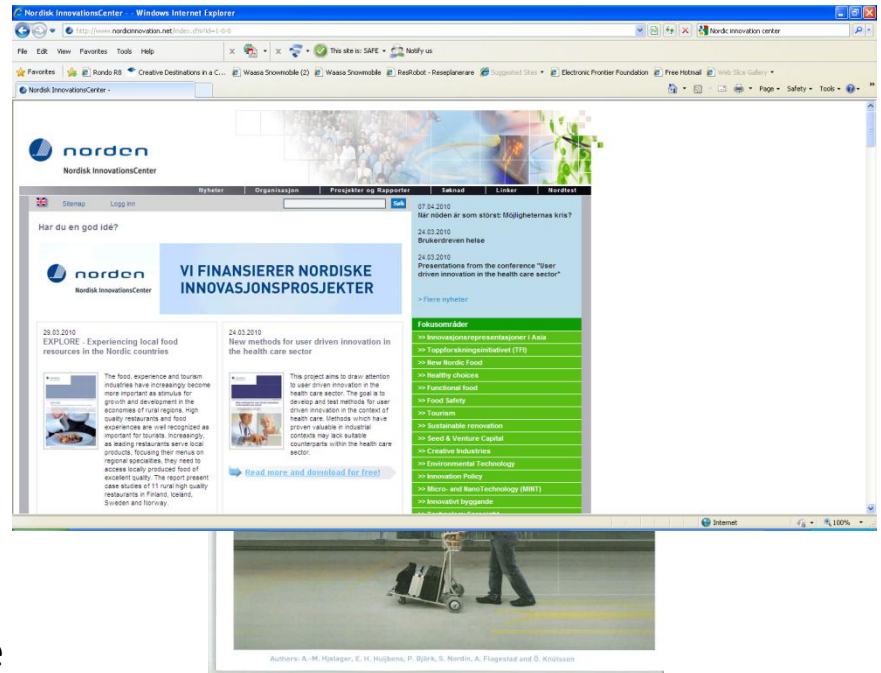 Nordisk InnovationsCenter - - Windows Internet Explorer
http://www.nordicinnovation.net/index.cfm?id=1-0-0
Nordic innovation center
File Edit View Favorites Tools Help
This site is: SAFE
Notify us
Favorites
Rondo R8
Creative Destinations in a C...
Waasa Snowmobile (2)
Waasa Snowmobile
ResRobot - Reseplanerare
Suggested Sites
Electronic Frontier Foundation
Free Hotmail
Web Slice Gallery
Nordisk InnovationsCenter -
Page Safety Tools
norden
Nordisk InnovationsCenter
Nyheter Organisasjon Prosjekter og Rapporter Søknad Linker Nordtest
Sitemap Logg inn
Søk
Har du en god idé?
norden
Nordisk InnovationsCenter
VI FINANSIERER NORDISKE
INNOVASJONSPROSJEKTER
29.03.2010
EXPLORE - Experiencing local food
resources in the Nordic countries
The food, experience and tourism
industries have increasingly become
more important as stimulus for
growth and development in the
economies of rural regions. High
quality restaurants and food
experiences are well recognized as
important for tourists. Increasingly,
as leading restaurants serve local
products, focusing their menus on
regional specialities, they need to
access locally produced food of
excellent quality. The report present
case studies of 11 rural high quality
restaurants in Finland, Iceland,
Sweden and Norway.
24.03.2010
New methods for user driven innovation in
the health care sector
This project aims to draw attention
to user driven innovation in the
health care sector. The goal is to
develop and test methods for user
driven innovation in the context of
health care. Methods which have
proven valuable in industrial
contexts may lack suitable
counterparts within the health care
sector.
Read more and download for free!
07.04.2010
När nöden är som störst: Möjligheternas kris?
24.03.2010
Brukerdreven helse
24.03.2010
Presentations from the conference "User
driven innovation in the health care sector"
> Flere nyheter
Fokusområder
>> Innovasjonsrepresentasjoner i Asia
>> Toppforskningsinitiativet (TFI)
>> New Nordic Food
>> Healthy choices
>> Functional food
>> Food Safety
>> Tourism
>> Sustainable renovation
>> Seed & Venture Capital
>> Creative Industries
>> Environmental Technology
>> Innovation Policy
>> Micro- and NanoTechnology (MINT)
>> Innovativt byggande
Internet
100%
e
Authors: A.-M. Hjalager, E. H. Huijbens, P. Björk, S. Nordin, A. Flagestad and Ö. Knútsson